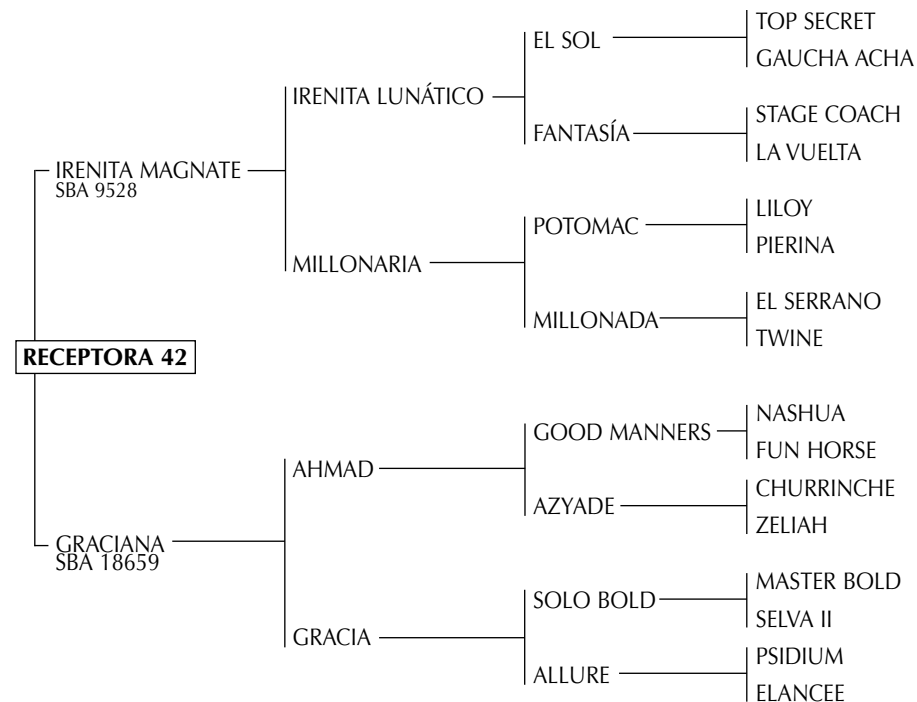 TOP SECRET
EL SOL
GAUCHA ACHA
IRENITA LUNÁTICO
STAGE COACH
FANTASÍA
LA VUELTA
IRENITA MAGNATE
SBA 9528
LILOY
POTOMAC
PIERINA
MILLONARIA
EL SERRANO
MILLONADA
TWINE
RECEPTORA 42
NASHUA
GOOD MANNERS
FUN HORSE
AHMAD
CHURRINCHE
AZYADE
ZELIAH
GRACIANA
SBA 18659
MASTER BOLD
SOLO BOLD
SELVA II
GRACIA
PSIDIUM
ALLURE
ELANCEE